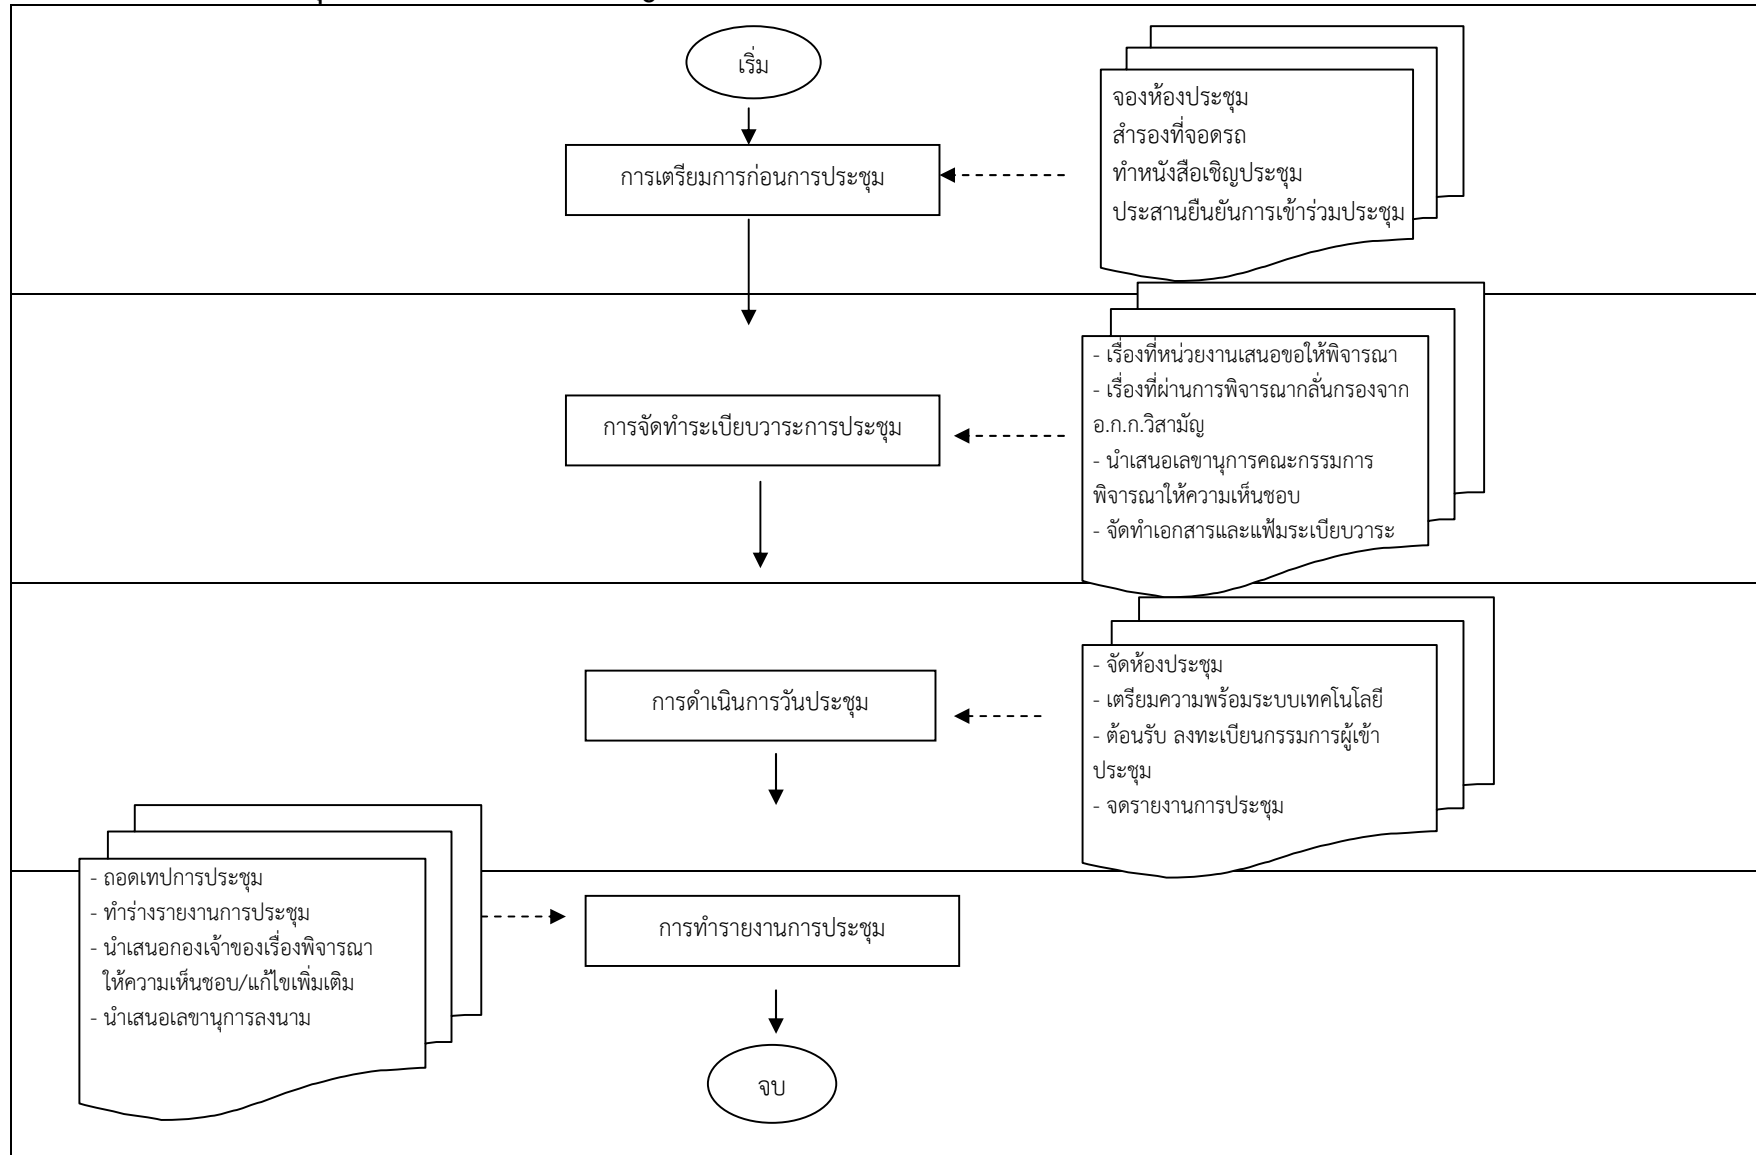 เริ่ม
จองห้องประชุม
สำรองที่จอดรถ
ทำหนังสือเชิญประชุม
ประสานยืนยันการเข้าร่วมประชุม
การเตรียมการก่อนการประชุม
- เรื่องที่หน่วยงานเสนอขอให้พิจารณา
- เรื่องที่ผ่านการพิจารณากลั่นกรองจาก
อ.ก.ก.วิสามัญ
- นำเสนอเลขานุการคณะกรรมการ
พิจารณาให้ความเห็นชอบ
- จัดทำเอกสารและแฟ้มระเบียบวาระ
การจัดทำระเบียบวาระการประชุม
- จัดห้องประชุม
- เตรียมความพร้อมระบบเทคโนโลยี
- ต้อนรับ ลงทะเบียนกรรมการผู้เข้า
ประชุม
- จดรายงานการประชุม
การดำเนินการวันประชุม
- ถอดเทปการประชุม
- ทำร่างรายงานการประชุม
- นำเสนอกองเจ้าของเรื่องพิจารณา
ให้ความเห็นชอบ/แก้ไขเพิ่มเติม
- นำเสนอเลขานุการลงนาม
การทำรายงานการประชุม
จบ